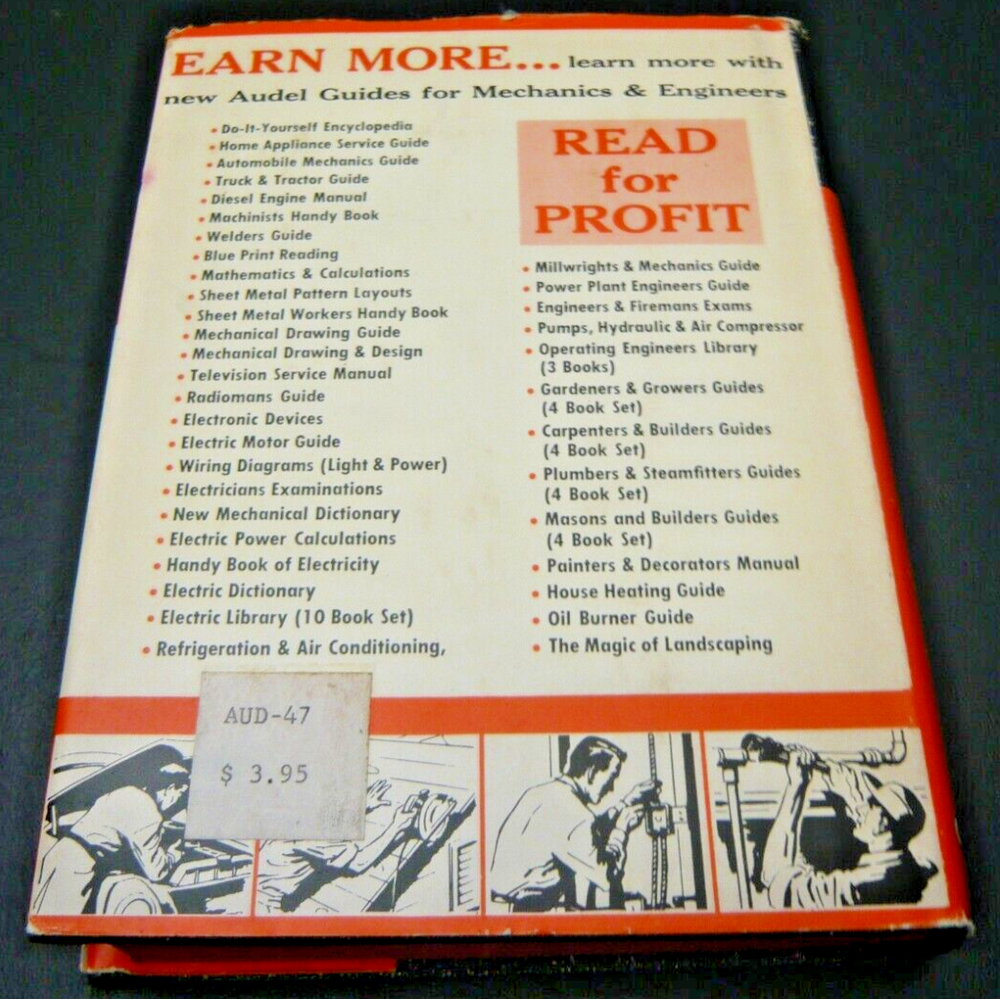 EARN MORE... learn more with
new Audel Guides for Mechanics & Engineers
• Do-It-Yourself Encyclopedia
• Home Appliance Service Guide
• Automobile Mechanics Guide
• Truck & Tractor Guide
• Diesel Engine Manual
• Machinists Handy Book
• Welders Guide
• Blue Print Reading
• Mathematics & Calculations
• Sheet Metal Pattern Layouts
• Sheet Metal Workers Handy Book
• Mechanical Drawing Guide
• Mechanical Drawing & Design
• Television Service Manual
• Radiomans Guide
• Electronic Devices
• Electric Motor Guide
• Wiring Diagrams (Light & Power)
• Electricians Examinations
• New Mechanical Dictionary
• Electric Power Calculations
• Handy Book of Electricity
• Electric Dictionary
• Electric Library (10 Book Set)
• Refrigeration & Air Conditioning,
READ
for
PROFIT
• Millwrights & Mechanics Guide
• Power Plant Engineers Guide
• Engineers & Firemans Exams
• Pumps, Hydraulic & Air Compressor
• Operating Engineers Library
(3 Books)
• Gardeners & Growers Guides
(4 Book Set)
• Carpenters & Builders Guides
(4 Book Set)
• Plumbers & Steamfitters Guides
(4 Book Set)
• Masons and Builders Guides
(4 Book Set)
• Painters & Decorators Manual
• House Heating Guide
• Oil Burner Guide
• The Magic of Landscaping
AUD-47
$ 3.95